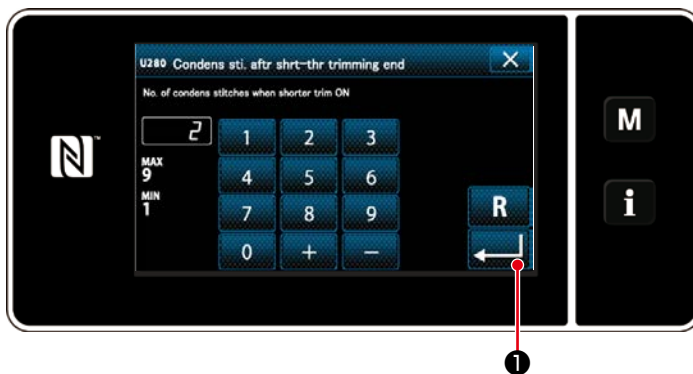 U280 Condens sti. aftr shrt-thr trimming end
No. of condens stitches when shorter trim ON
2
MAX
9
MIN
1
1 2 3
4 5 6
7 8 9
0 + −
R
M
i
N
❶